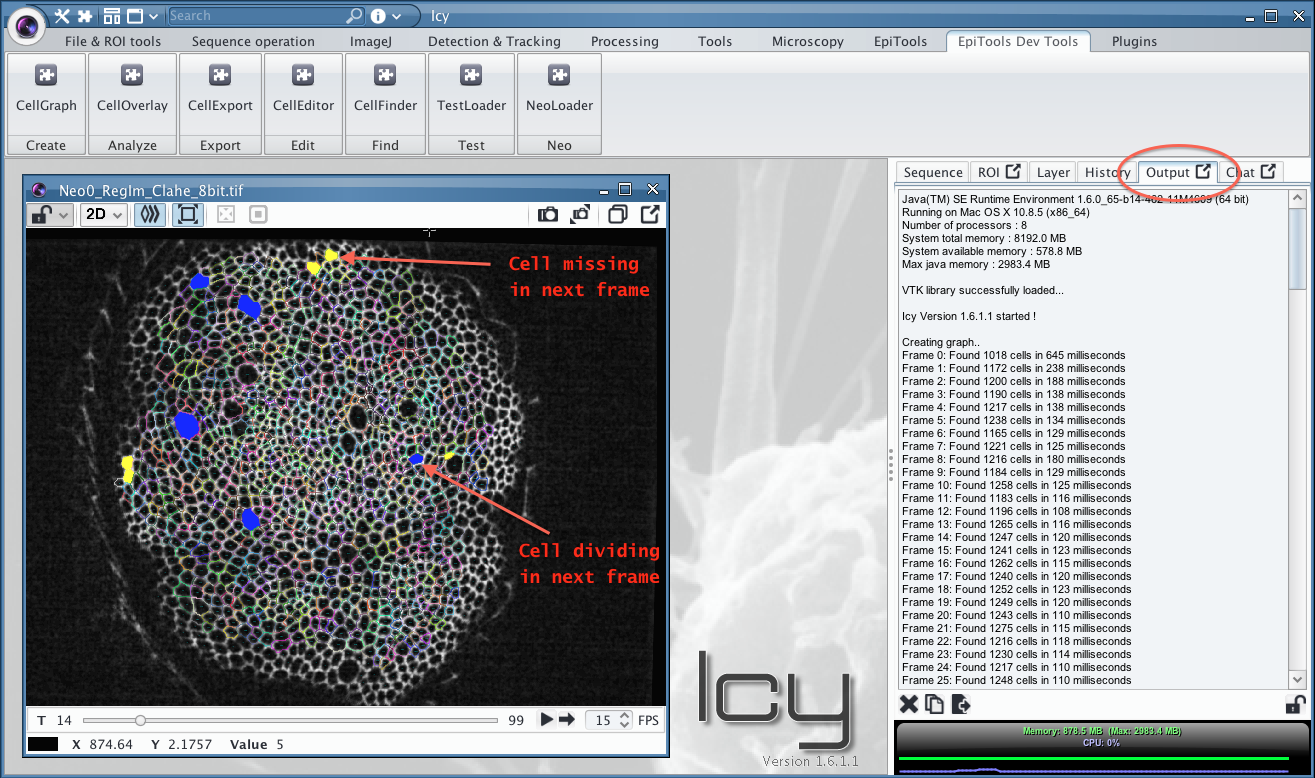 Search
Icy
File & ROI tools Sequence operation ImageJ Detection & Tracking Processing Tools Microscopy EpiTools EpiTools Dev Tools Plugins
CellGraph CellOverlay CellExport CellEditor CellFinder TestLoader NeoLoader
Create Analyze Export Edit Find Test Neo
Neo0_RegIm_Clahe_8bit.tif
2D
Cell missing
in next frame
Cell dividing
in next frame
T 14 99 15 FPS
X 874.64 Y 2.1757 Value 5
Icy
Version 1.6.1.1
Sequence ROI Layer History Output Chat
Java(TM) SE Runtime Environment 1.6.0_65-b14-462-11M4609 (64 bit)
Running on Mac OS X 10.8.5 (x86_64)
Number of processors : 8
System total memory : 8192.0 MB
System available memory : 578.8 MB
Max java memory : 2983.4 MB
VTK library successfully loaded...
Icy Version 1.6.1.1 started !
Creating graph..
Frame 0: Found 1018 cells in 645 milliseconds
Frame 1: Found 1172 cells in 238 milliseconds
Frame 2: Found 1200 cells in 188 milliseconds
Frame 3: Found 1190 cells in 138 milliseconds
Frame 4: Found 1217 cells in 138 milliseconds
Frame 5: Found 1238 cells in 134 milliseconds
Frame 6: Found 1165 cells in 129 milliseconds
Frame 7: Found 1221 cells in 125 milliseconds
Frame 8: Found 1216 cells in 180 milliseconds
Frame 9: Found 1184 cells in 129 milliseconds
Frame 10: Found 1258 cells in 125 milliseconds
Frame 11: Found 1183 cells in 116 milliseconds
Frame 12: Found 1196 cells in 108 milliseconds
Frame 13: Found 1265 cells in 116 milliseconds
Frame 14: Found 1247 cells in 120 milliseconds
Frame 15: Found 1241 cells in 123 milliseconds
Frame 16: Found 1262 cells in 115 milliseconds
Frame 17: Found 1240 cells in 120 milliseconds
Frame 18: Found 1252 cells in 123 milliseconds
Frame 19: Found 1249 cells in 120 milliseconds
Frame 20: Found 1243 cells in 110 milliseconds
Frame 21: Found 1275 cells in 115 milliseconds
Frame 22: Found 1216 cells in 118 milliseconds
Frame 23: Found 1230 cells in 114 milliseconds
Frame 24: Found 1217 cells in 110 milliseconds
Frame 25: Found 1248 cells in 110 milliseconds
Memory: 878.5 MB (Max: 2983.4 MB)
CPU: 0%